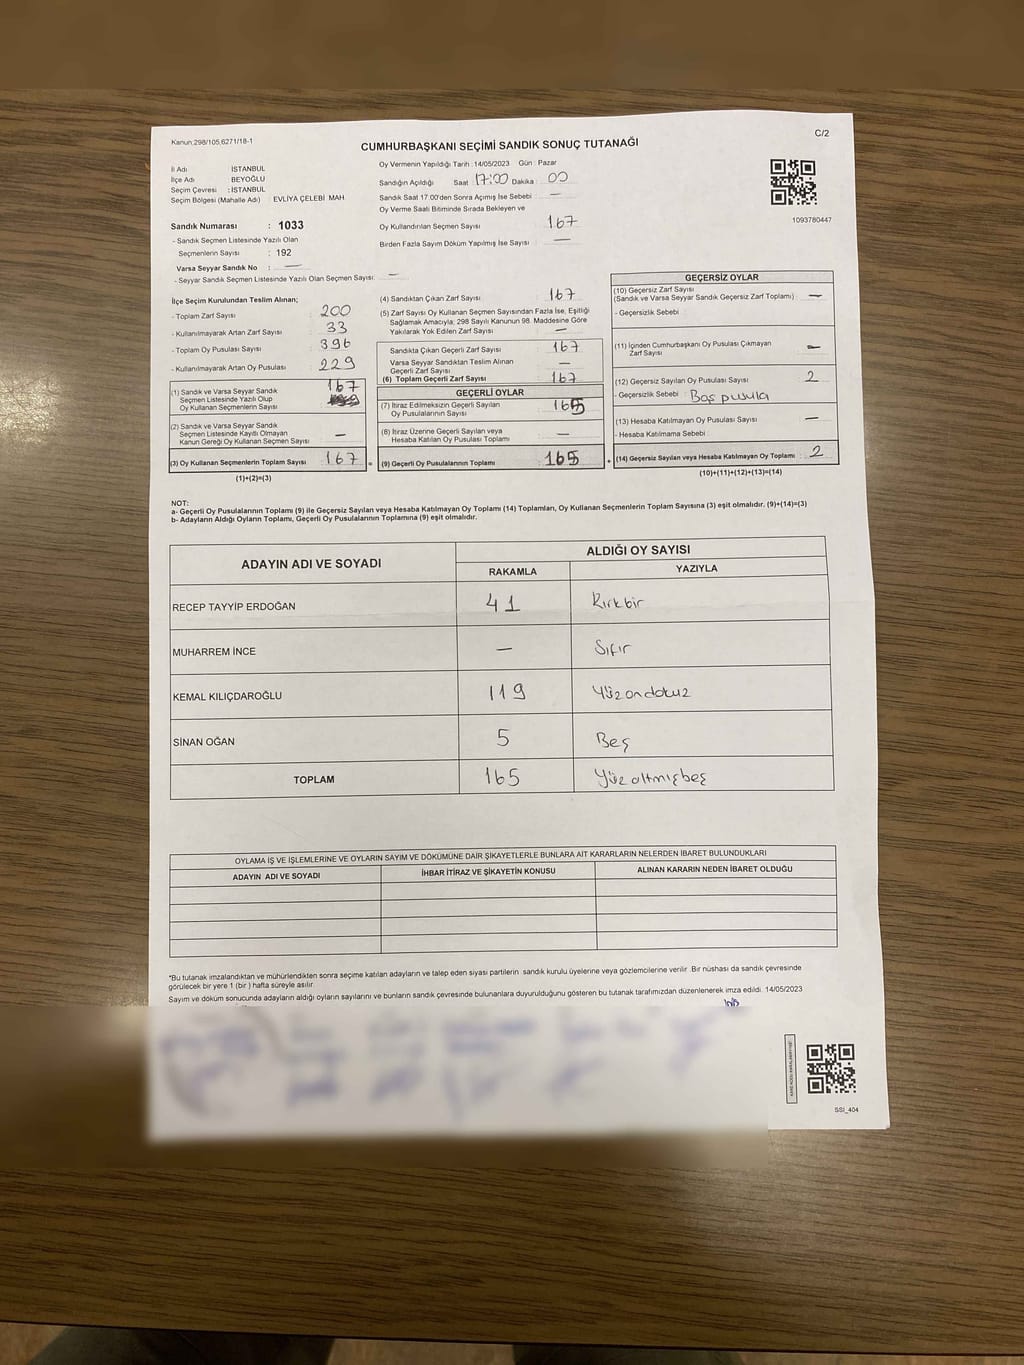 Kanun;298/105,6271/18-1
C/2
CUMHURBAŞKANI SEÇİMİ SANDIK SONUÇ TUTANAĞI
İl Adı İSTANBUL
İlçe Adı BEYOĞLU
Seçim Çevresi : İSTANBUL
Seçim Bölgesi (Mahalle Adı) EVLİYA ÇELEBİ MAH
Sandık Numarası : 1033
- Sandık Seçmen Listesinde Yazılı Olan
Seçmenlerin Sayısı : 192
Varsa Seyyar Sandık No : —
- Seyyar Sandık Seçmen Listesinde Yazılı Olan Seçmen Sayısı: —
Oy Vermenin Yapıldığı Tarih : 14/05/2023 Gün : Pazar
Sandığın Açıldığı Saat 17:00 Dakika : 00
Sandık Saat 17.00'den Sonra Açımış İse Sebebi : —
Oy Verme Saati Bitiminde Sırada Bekleyen ve
Oy Kullandırılan Seçmen Sayısı : 167
Birden Fazla Sayım Döküm Yapılmış İse Sayısı : —
1093780447
İlçe Seçim Kurulundan Teslim Alınan;
- Toplam Zarf Sayısı : 200
- Kullanılmayarak Artan Zarf Sayısı : 33
- Toplam Oy Pusulası Sayısı : 396
- Kullanılmayarak Artan Oy Pusulası : 229
(1) Sandık ve Varsa Seyyar Sandık
Seçmen Listesinde Yazılı Olup
Oy Kullanan Seçmenlerin Sayısı : 167
(2) Sandık ve Varsa Seyyar Sandık
Seçmen Listesinde Kayıtlı Olmayan
Kanun Gereği Oy Kullanan Seçmen Sayısı : —
(3) Oy Kullanan Seçmenlerin Toplam Sayısı : 167
(1)+(2)=(3)
(4) Sandıktan Çıkan Zarf Sayısı : 167
(5) Zarf Sayısı Oy Kullanan Seçmen Sayısından Fazla İse, Eşitliği
Sağlamak Amacıyla; 298 Sayılı Kanunun 98. Maddesine Göre
Yakılarak Yok Edilen Zarf Sayısı : —
Sandıkta Çıkan Geçerli Zarf Sayısı : 167
Varsa Seyyar Sandıktan Teslim Alınan
Geçerli Zarf Sayısı : —
(6) Toplam Geçerli Zarf Sayısı : 167
GEÇERLİ OYLAR
(7) İtiraz Edilmeksizin Geçerli Sayılan
Oy Pusulalarının Sayısı : 165
(8) İtiraz Üzerine Geçerli Sayılan veya
Hesaba Katılan Oy Pusulası Toplamı : —
= (9) Geçerli Oy Pusulalarının Toplamı : 165
GEÇERSİZ OYLAR
(10) Geçersiz Zarf Sayısı
(Sandık ve Varsa Seyyar Sandık Geçersiz Zarf Toplamı) : —
- Geçersizlik Sebebi :
(11) İçinden Cumhurbaşkanı Oy Pusulası Çıkmayan
Zarf Sayısı : —
(12) Geçersiz Sayılan Oy Pusulası Sayısı : 2
- Geçersizlik Sebebi : Boş pusula
(13) Hesaba Katılmayan Oy Pusulası Sayısı : —
- Hesaba Katılmama Sebebi :
+ (14) Geçersiz Sayılan veya Hesaba Katılmayan Oy Toplamı : 2
(10)+(11)+(12)+(13)=(14)
NOT:
a- Geçerli Oy Pusulalarının Toplamı (9) ile Geçersiz Sayılan veya Hesaba Katılmayan Oy Toplamı (14) Toplamları, Oy Kullanan Seçmenlerin Toplam Sayısına (3) eşit olmalıdır. (9)+(14)=(3)
b- Adayların Aldığı Oyların Toplamı, Geçerli Oy Pusulalarının Toplamına (9) eşit olmalıdır.
ADAYIN ADI VE SOYADI ALDIĞI OY SAYISI
RAKAMLA YAZIYLA
RECEP TAYYİP ERDOĞAN 41 Kırkbir
MUHARREM İNCE — Sıfır
KEMAL KILIÇDAROĞLU 119 Yüzondokuz
SİNAN OĞAN 5 Beş
TOPLAM 165 Yüzaltmışbeş
OYLAMA İŞ VE İŞLEMLERİNE VE OYLARIN SAYIM VE DÖKÜMÜNE DAİR ŞİKAYETLERLE BUNLARA AİT KARARLARIN NELERDEN İBARET BULUNDUKLARI
ADAYIN ADI VE SOYADI İHBAR İTİRAZ VE ŞİKAYETİN KONUSU ALINAN KARARIN NEDEN İBARET OLDUĞU
*Bu tutanak imzalandıktan ve mühürlendikten sonra seçime katılan adayların ve talep eden siyasi partilerin sandık kurulu üyelerine veya gözlemcilerine verilir .Bir nüshası da sandık çevresinde
görülecek bir yere 1 (bir ) hafta süreyle asılır.
Sayım ve döküm sonucunda adayların aldığı oyların sayılarını ve bunların sandık çevresinde bulunanlara duyurulduğunu gösteren bu tutanak tarafımızdan düzenlenerek imza edildi. 14/05/2023
SSI_404